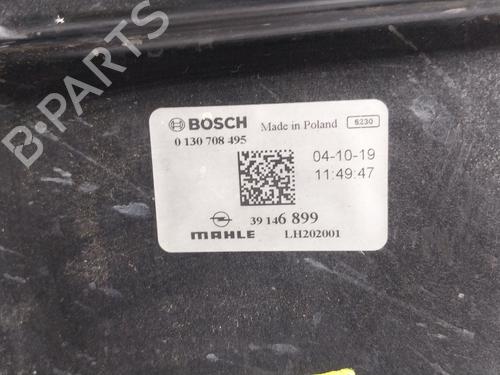 BOSCH Made in Poland 6230
0 130 708 495
04-10-19
11:49:47
39 146 899
MAHLE LH202001
B-PARTS